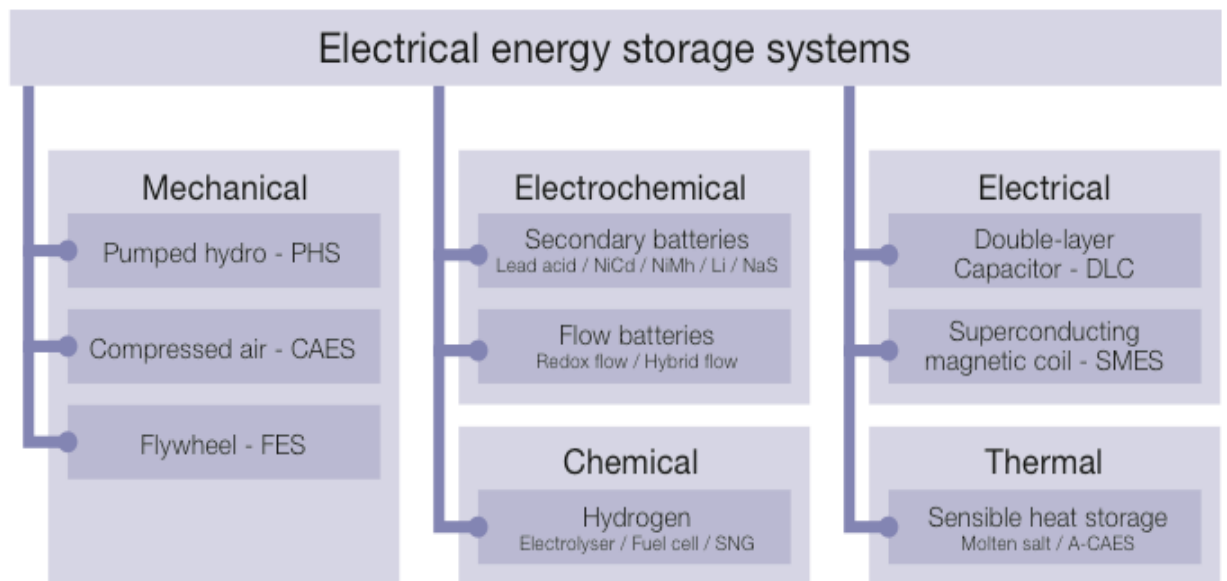 Electrical energy storage systems
Mechanical
Pumped hydro - PHS
Compressed air - CAES
Flywheel - FES
Electrochemical
Secondary batteries
Lead acid / NiCd / NiMh / Li / NaS
Flow batteries
Redox flow / Hybrid flow
Chemical
Hydrogen
Electrolyser / Fuel cell / SNG
Electrical
Double-layer
Capacitor - DLC
Superconducting
magnetic coil - SMES
Thermal
Sensible heat storage
Molten salt / A-CAES